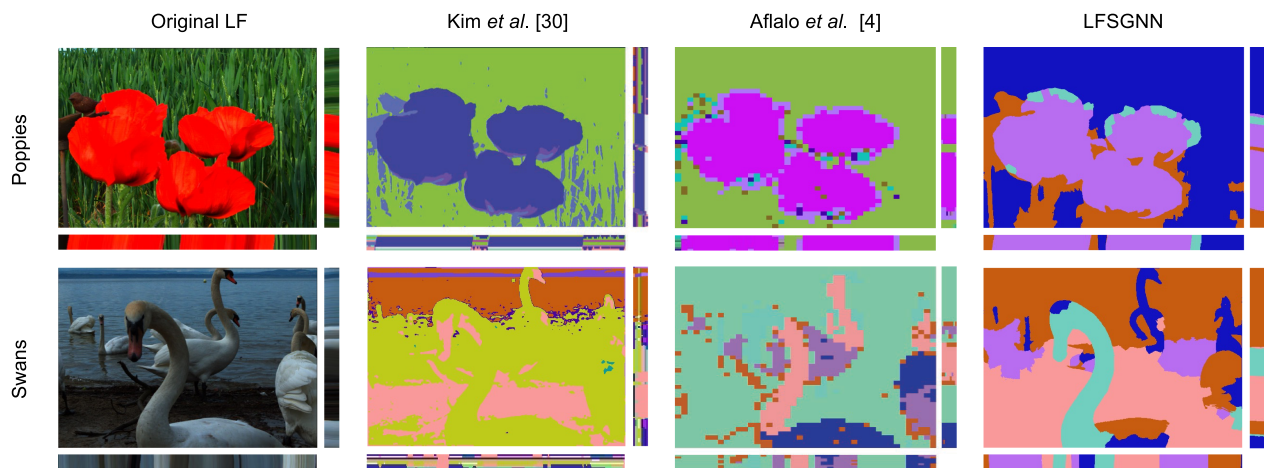 Original LF
Kim et al. [30]
Aflalo et al. [4]
LFSGNN
Poppies
Swans